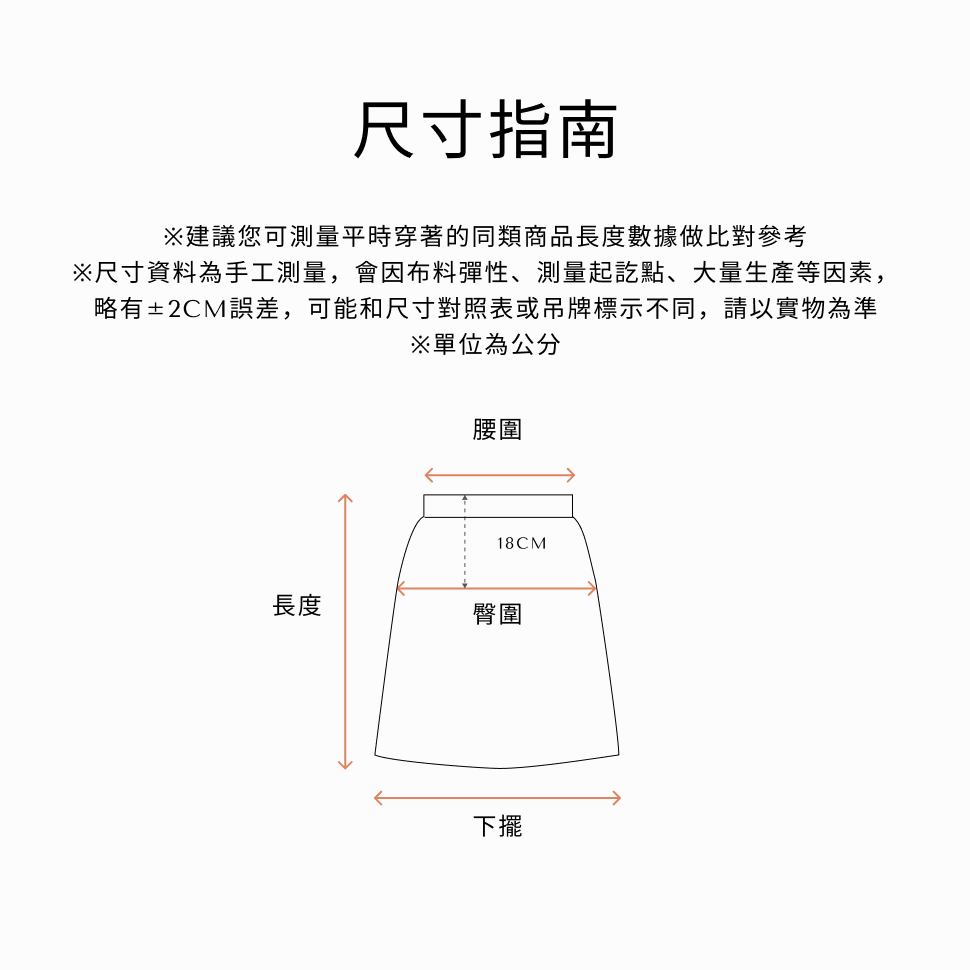 尺寸指南
※建議您可測量平時穿著的同類商品長度數據做比對參考
※尺寸資料為手工測量，會因布料彈性、測量起訖點、大量生產等因素，
略有±2CM誤差，可能和尺寸對照表或吊牌標示不同，請以實物為準
※單位為公分
腰圍
18CM
長度
臀圍
下擺